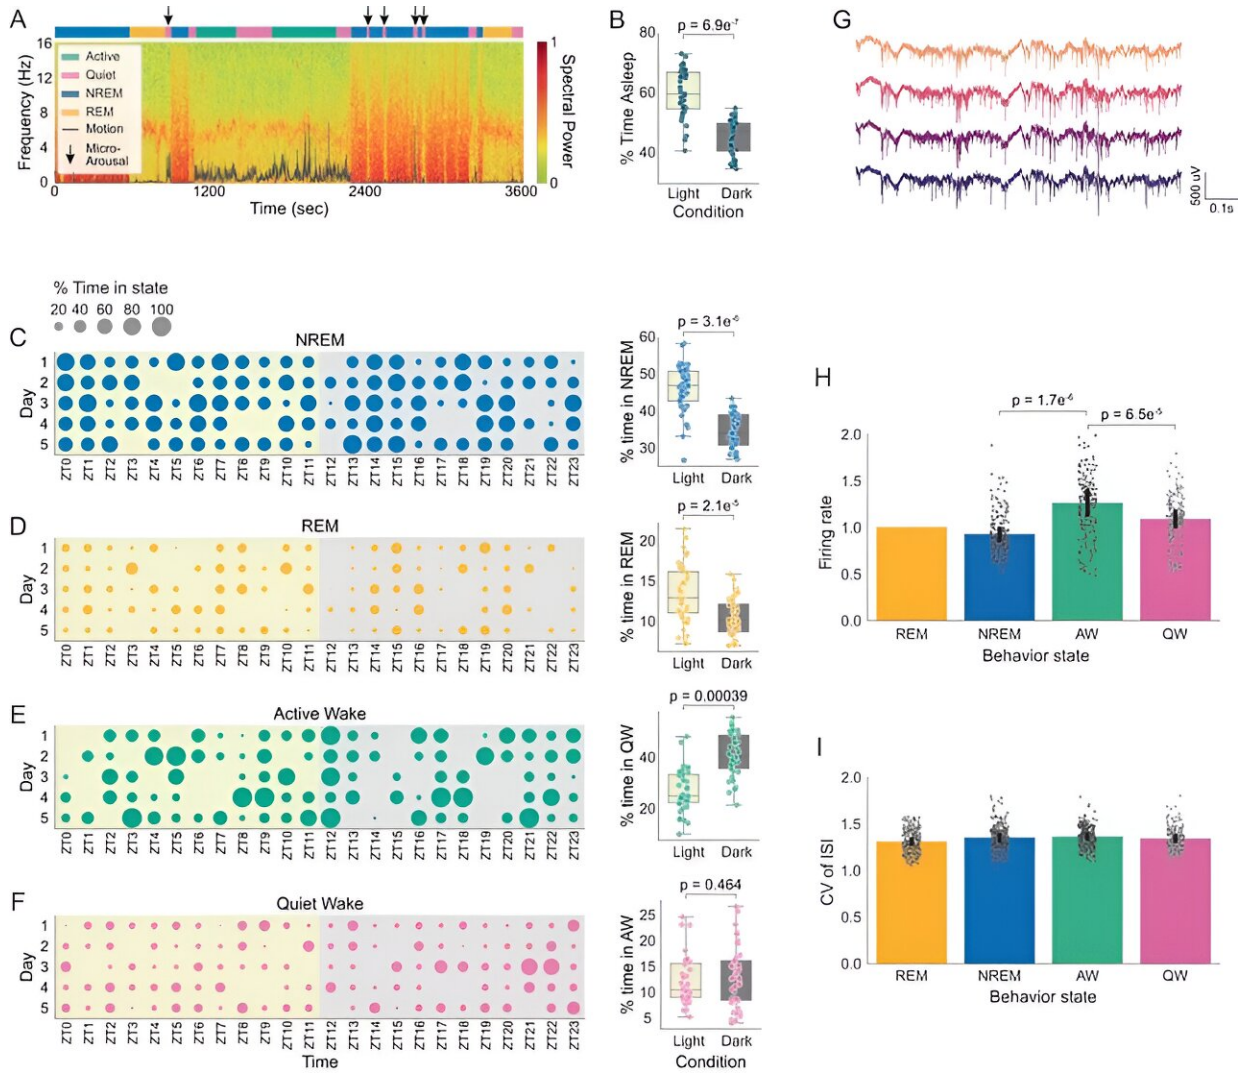 A
16
12
8
4
0
Frequency (Hz)
Active
Quiet
NREM
REM
Motion
Micro-
Arousal
0
1200
2400
3600
Time (sec)
1
0
Spectral Power
B
p = 6.9e⁻⁷
80
60
40
% Time Asleep
Light
Dark
Condition
G
500 uV
0.1s
% Time in state
20 40 60 80 100
C
NREM
Day
1
2
3
4
5
ZT0 ZT1 ZT2 ZT3 ZT4 ZT5 ZT6 ZT7 ZT8 ZT9 ZT10 ZT11 ZT12 ZT13 ZT14 ZT15 ZT16 ZT17 ZT18 ZT19 ZT20 ZT21 ZT22 ZT23
60
50
40
30
% time in NREM
Light
Dark
D
REM
Day
1
2
3
4
5
ZT0 ZT1 ZT2 ZT3 ZT4 ZT5 ZT6 ZT7 ZT8 ZT9 ZT10 ZT11 ZT12 ZT13 ZT14 ZT15 ZT16 ZT17 ZT18 ZT19 ZT20 ZT21 ZT22 ZT23
p = 2.1e⁻⁵
20
15
10
% time in REM
Light
Dark
E
Active Wake
Day
1
2
3
4
5
ZT0 ZT1 ZT2 ZT3 ZT4 ZT5 ZT6 ZT7 ZT8 ZT9 ZT10 ZT11 ZT12 ZT13 ZT14 ZT15 ZT16 ZT17 ZT18 ZT19 ZT20 ZT21 ZT22 ZT23
p = 0.00039
40
20
% time in QW
Light
Dark
F
Quiet Wake
Day
1
2
3
4
5
ZT0 ZT1 ZT2 ZT3 ZT4 ZT5 ZT6 ZT7 ZT8 ZT9 ZT10 ZT11 ZT12 ZT13 ZT14 ZT15 ZT16 ZT17 ZT18 ZT19 ZT20 ZT21 ZT22 ZT23
Time
p = 0.464
25
20
15
10
5
% time in AW
Light
Dark
Condition
H
p = 1.7e⁻⁶
p = 6.5e⁻⁵
2.0
1.5
1.0
0.5
0.0
Firing rate
REM
NREM
AW
QW
Behavior state
I
2.0
1.5
1.0
0.5
0.0
CV of ISI
REM
NREM
AW
QW
Behavior state